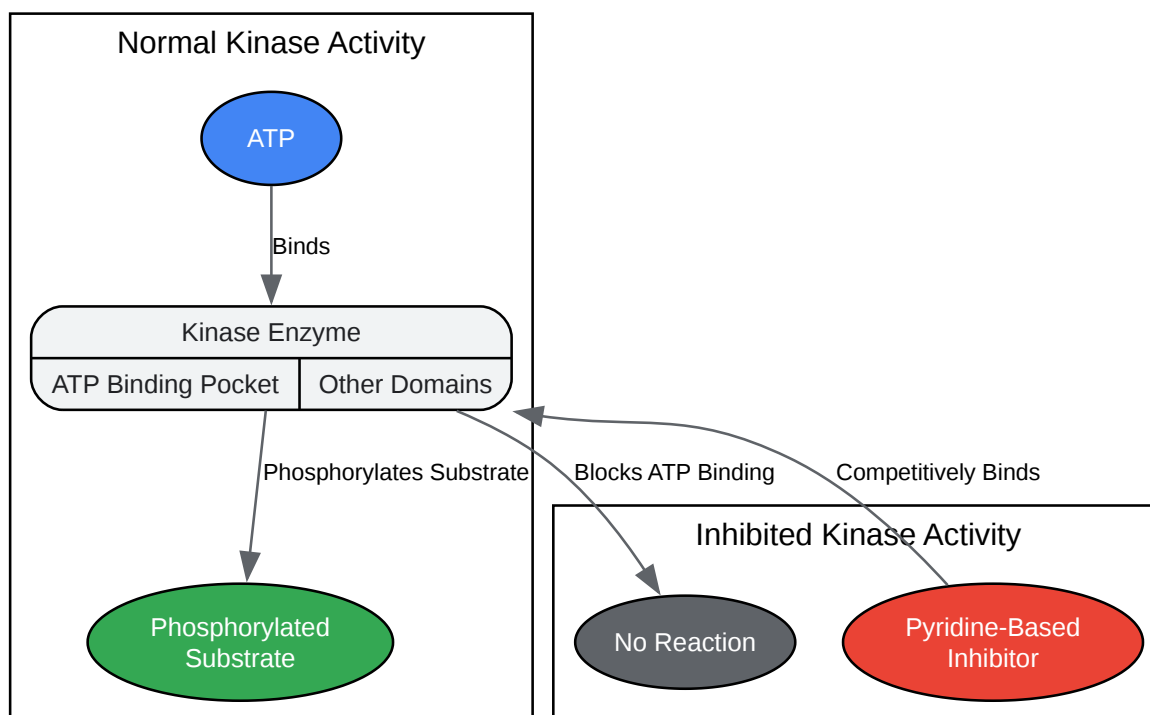 Normal Kinase Activity
ATP
Binds
Kinase Enzyme
ATP Binding Pocket
Other Domains
Phosphorylates Substrate
Blocks ATP Binding
Competitively Binds
Inhibited Kinase Activity
Phosphorylated
Substrate
No Reaction
Pyridine-Based
Inhibitor